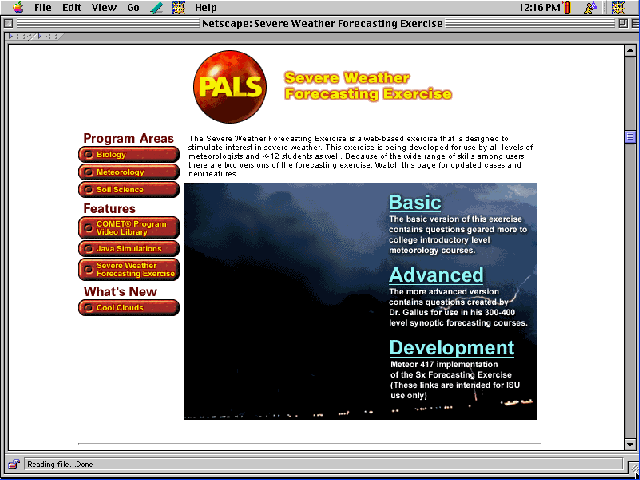 File Edit View Go Help 12:16 PM
Netscape: Severe Weather Forecasting Exercise
PALS
Severe Weather
Forecasting Exercise
Program Areas
Biology
Meteorology
Soil Science
Features
COMET® Program
Video Library
Java Simulations
Severe Weather
Forecasting Exercise
What's New
Cool Clouds
The Severe Weather Forecasting Exercise is a web-based exercise that is designed to
stimulate interest in severe weather. This exercise is being developed for use by all levels of
meteorologists and K-12 students as well. Because of the wide range of skills among users
there are two versions of the forecasting exercise. Watch this page for updated cases and
new features.
Basic
The basic version of this exercise
contains questions geared more to
college introductory level
meteorology courses.
Advanced
The more advanced version
contains questions created by
Dr. Gallus for use in his 300-400
level synoptic forecasting courses.
Development
Meteor 417 implementation
of the Sx Forecasting Exercise
(These links are intended for ISU
use only)
Reading file...Done